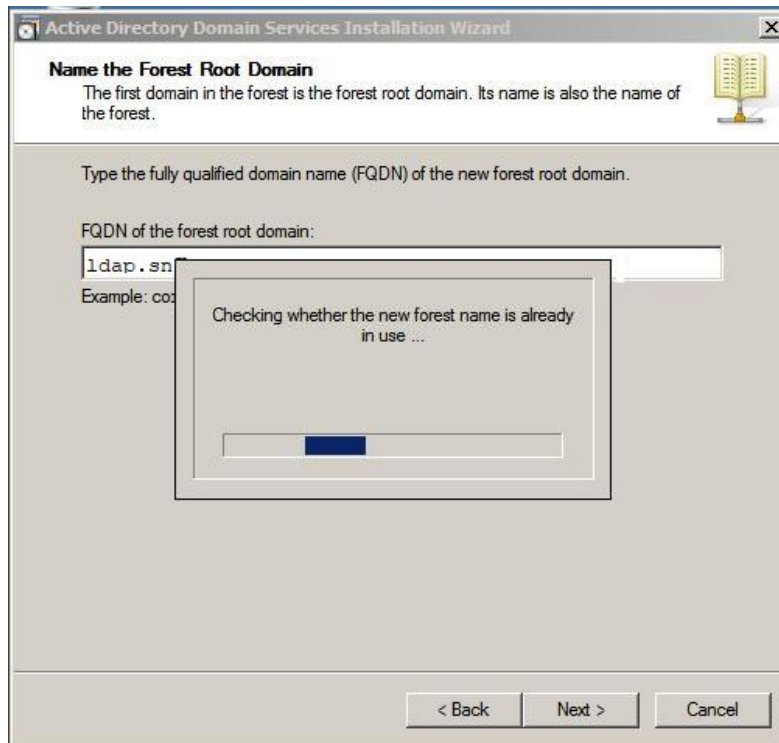 Active Directory Domain Services Installation Wizard
Name the Forest Root Domain
The first domain in the forest is the forest root domain. Its name is also the name of
the forest.
Type the fully qualified domain name (FQDN) of the new forest root domain.
FQDN of the forest root domain:
Example:
Checking whether the new forest name is already
in use ...
< Back
Next >
Cancel